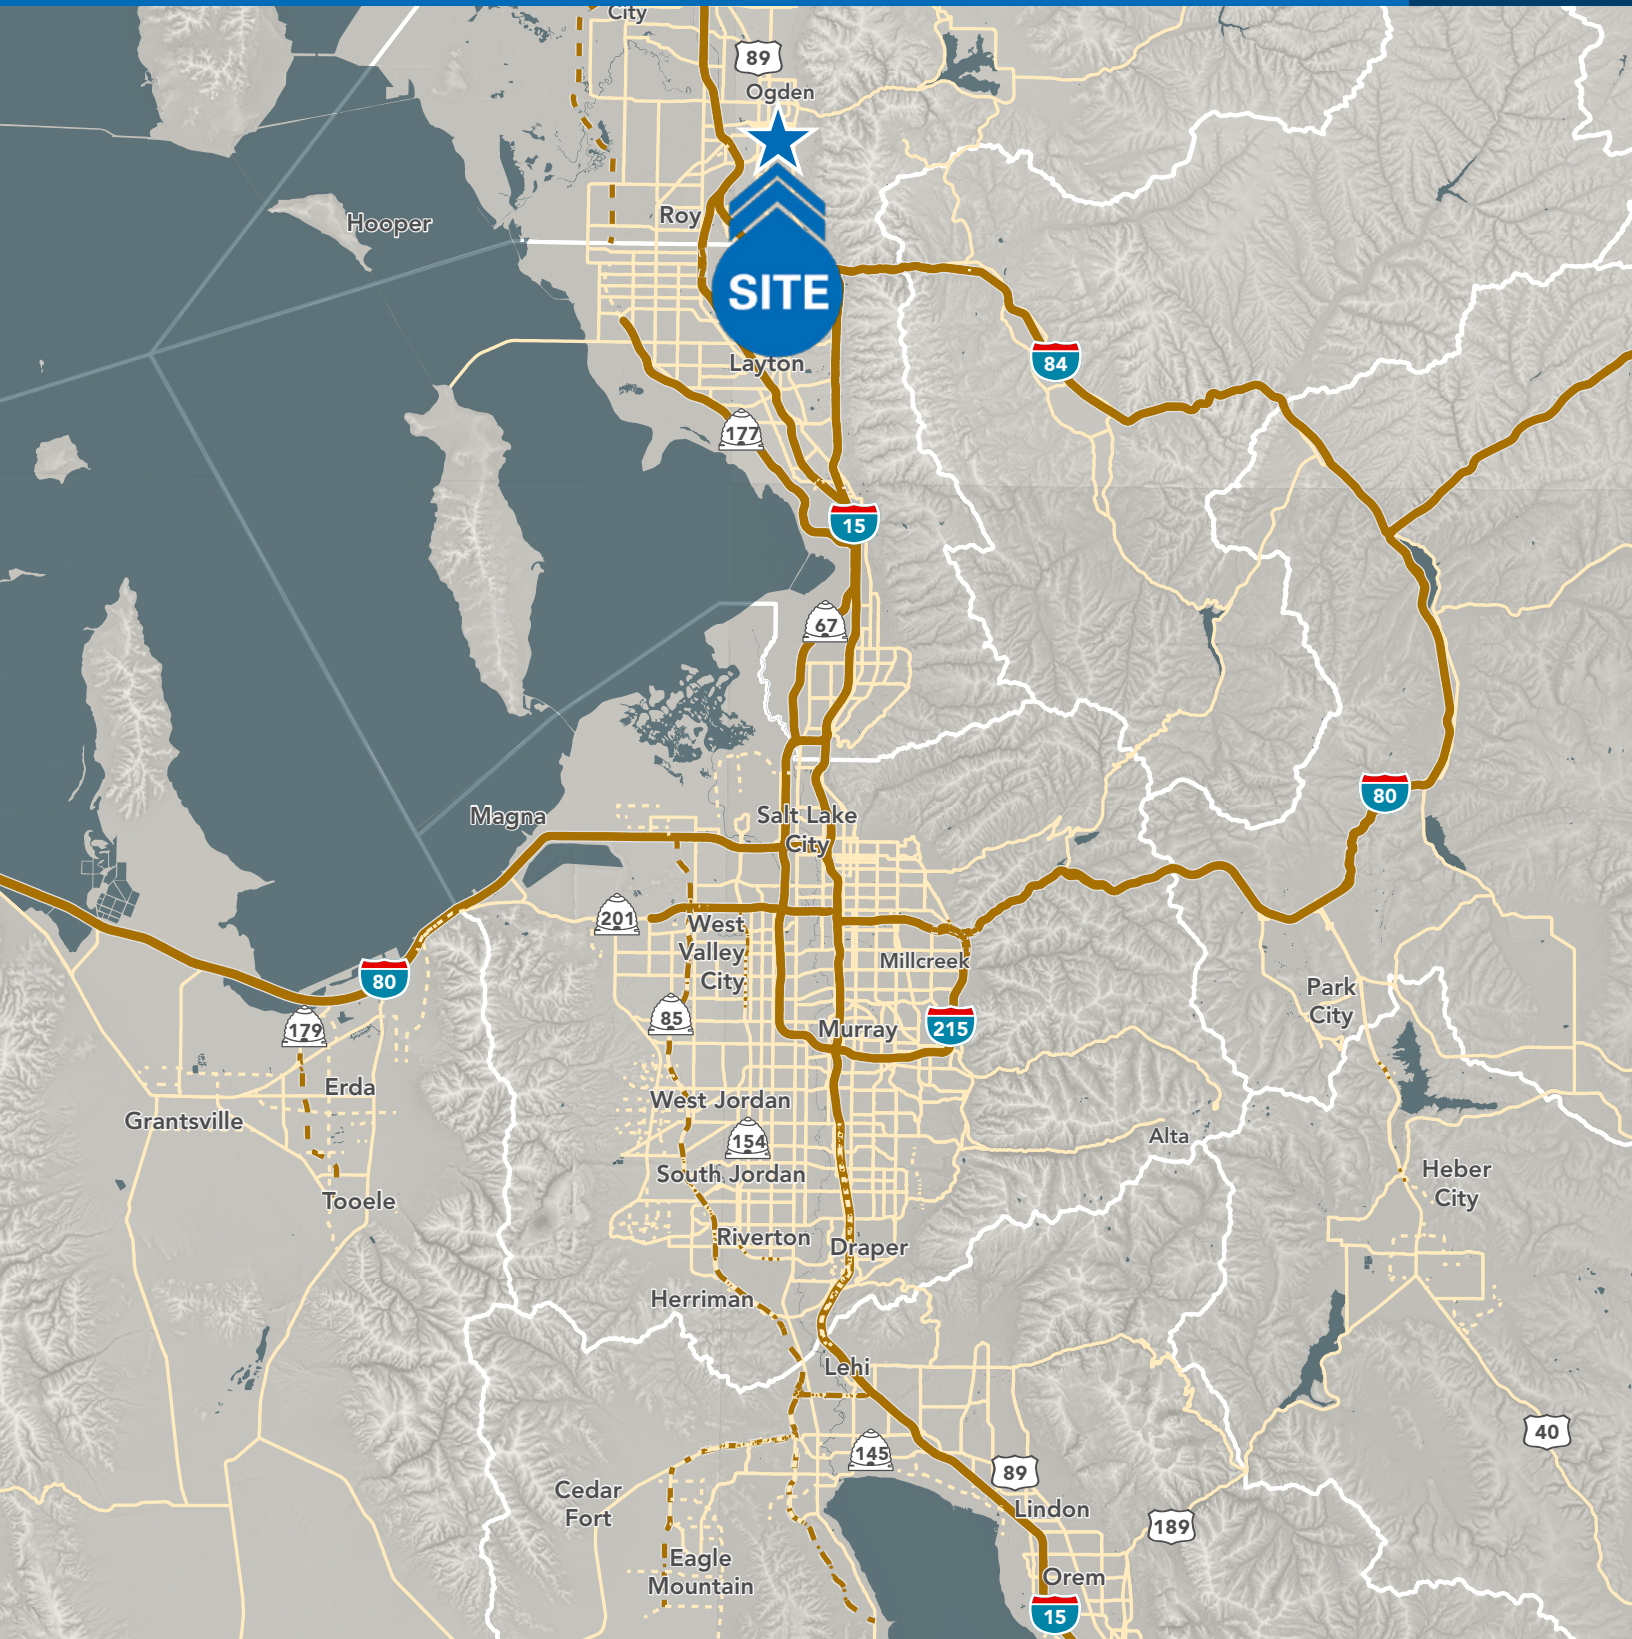 City
89
Ogden
Hooper
Roy
SITE
Layton
84
177
15
67
80
Magna
Salt Lake
City
201
West
Valley
City
Millcreek
80
Park
City
85
215
179
Murray
Erda
West Jordan
Grantsville
154
Alta
South Jordan
Heber
City
Tooele
Riverton
Draper
Herriman
Lehi
145
40
89
Cedar
Fort
Lindon
189
Eagle
Mountain
Orem
15